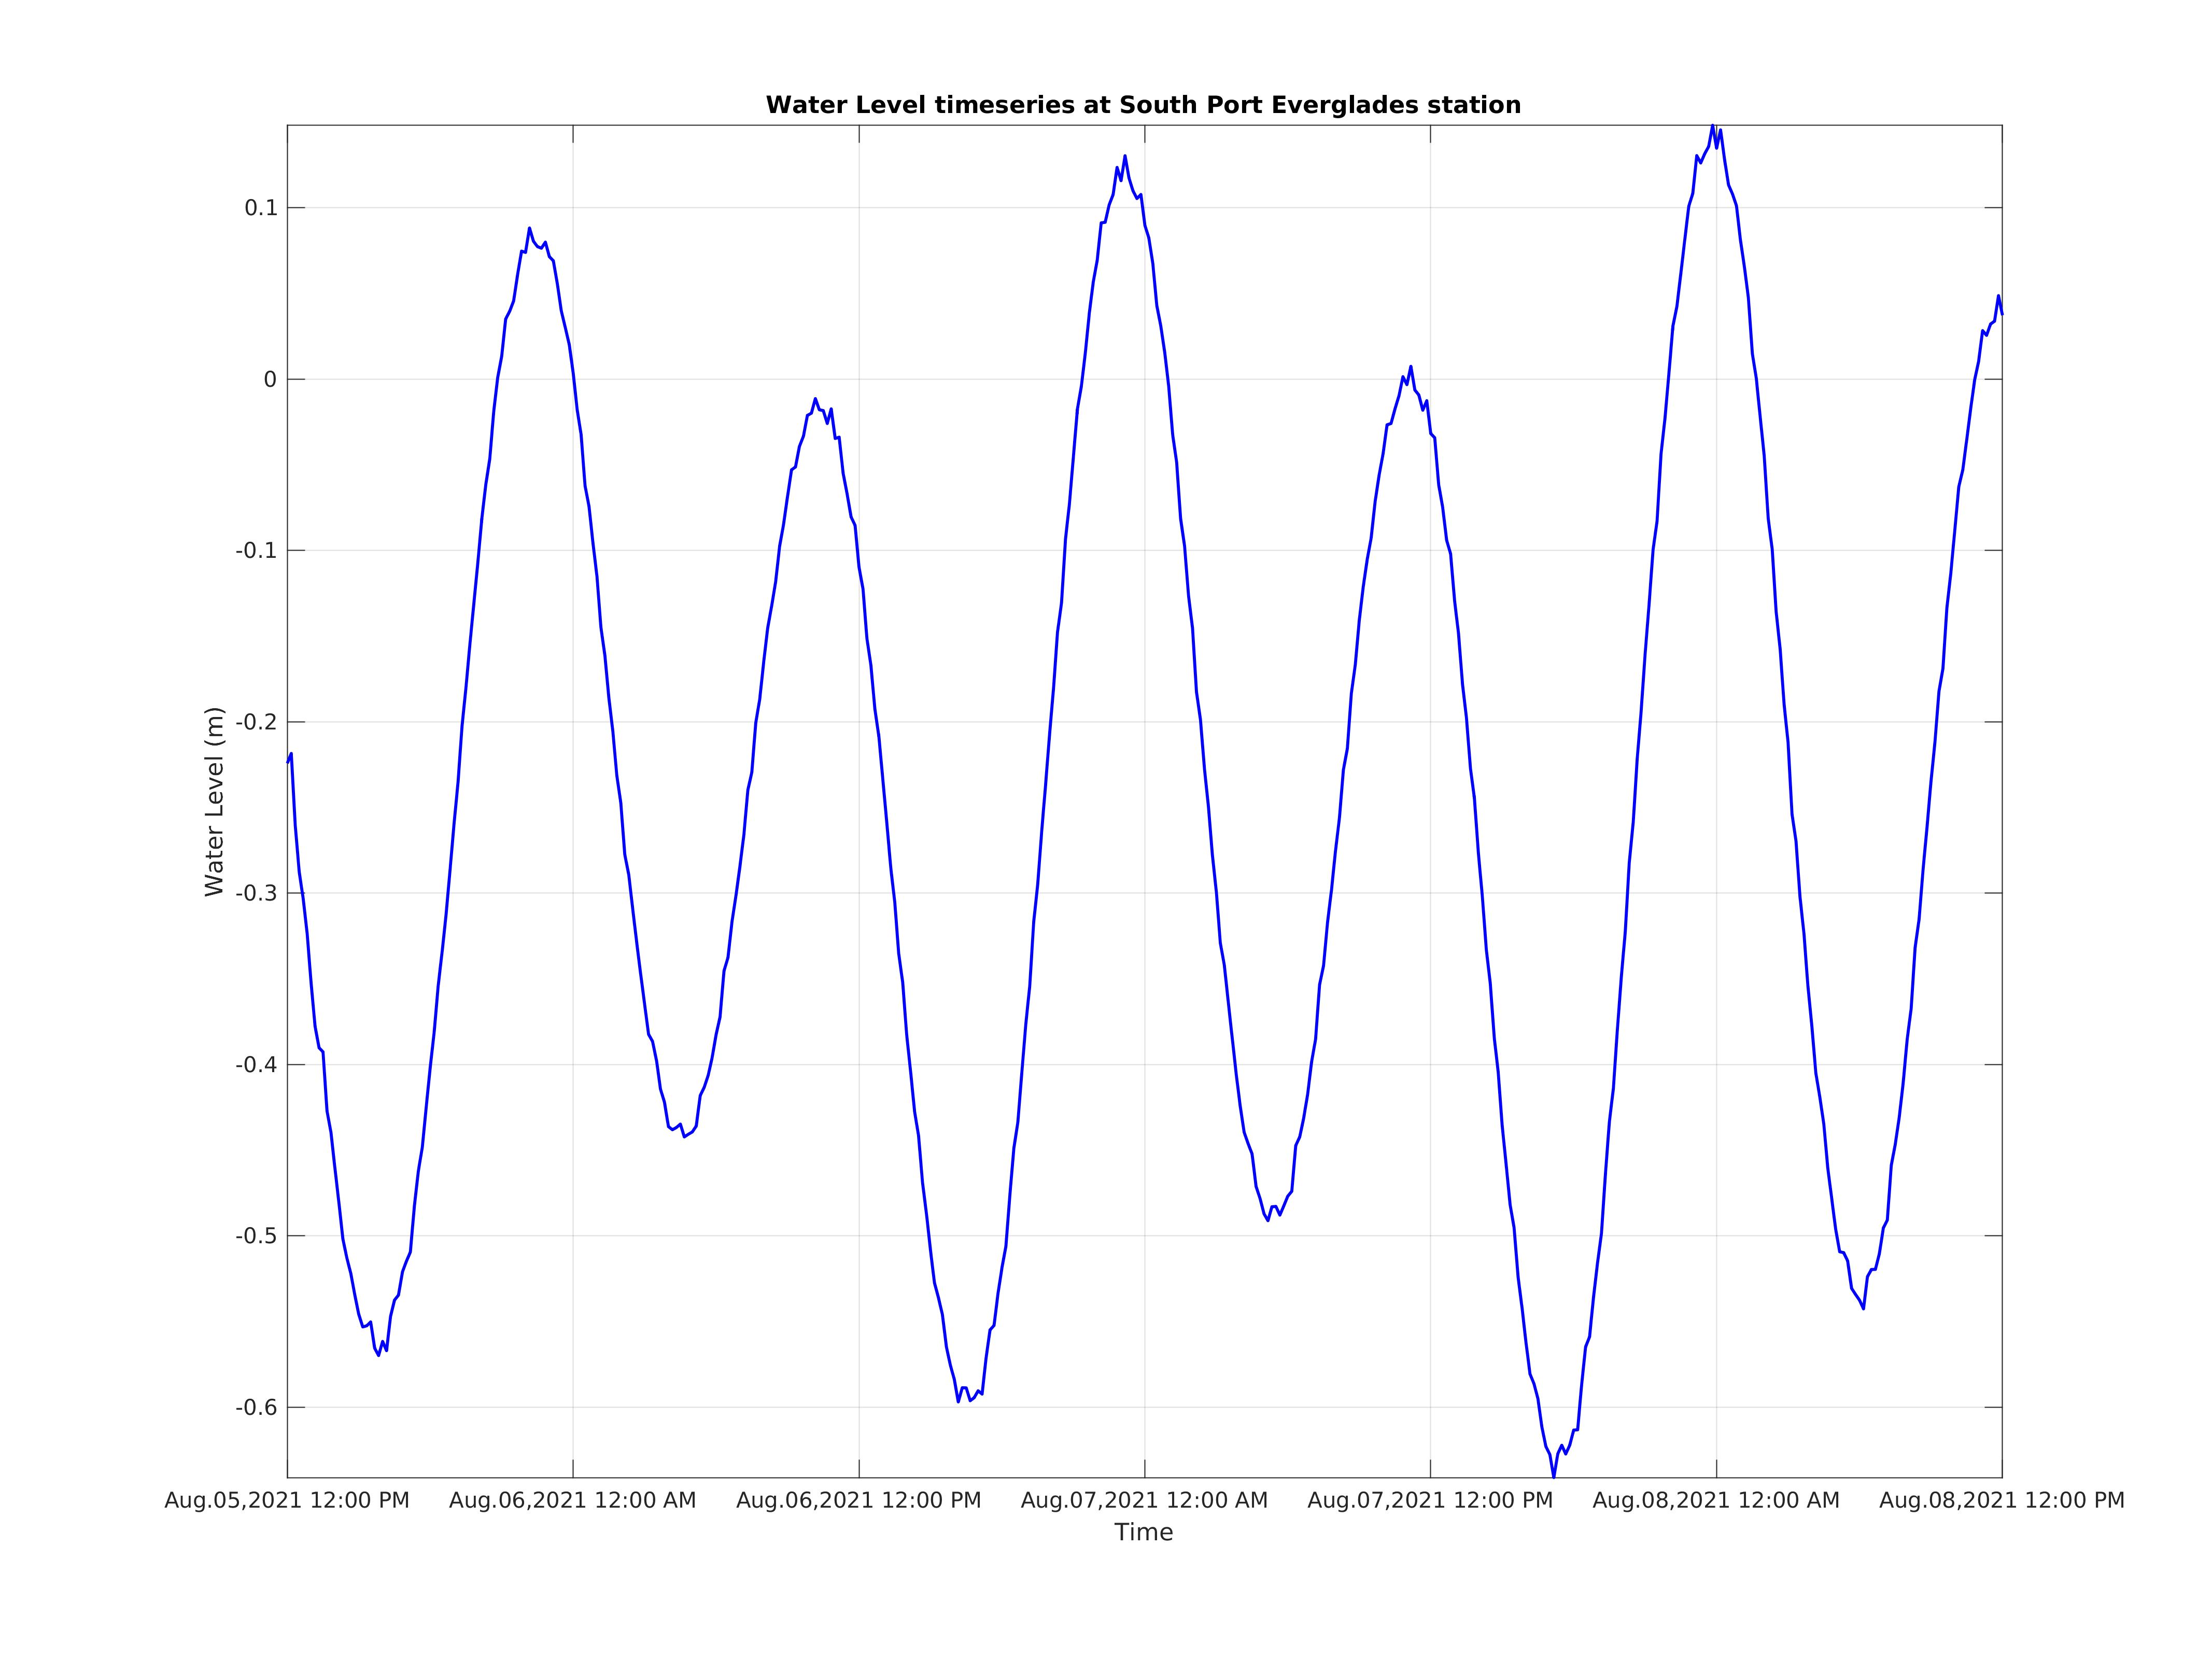 Water Level timeseries at South Port Everglades station
0.1
0
-0.1
-0.2
-0.3
-0.4
-0.5
-0.6
Water Level (m)
Aug.05,2021 12:00 PM
Aug.06,2021 12:00 AM
Aug.06,2021 12:00 PM
Aug.07,2021 12:00 AM
Aug.07,2021 12:00 PM
Aug.08,2021 12:00 AM
Aug.08,2021 12:00 PM
Time